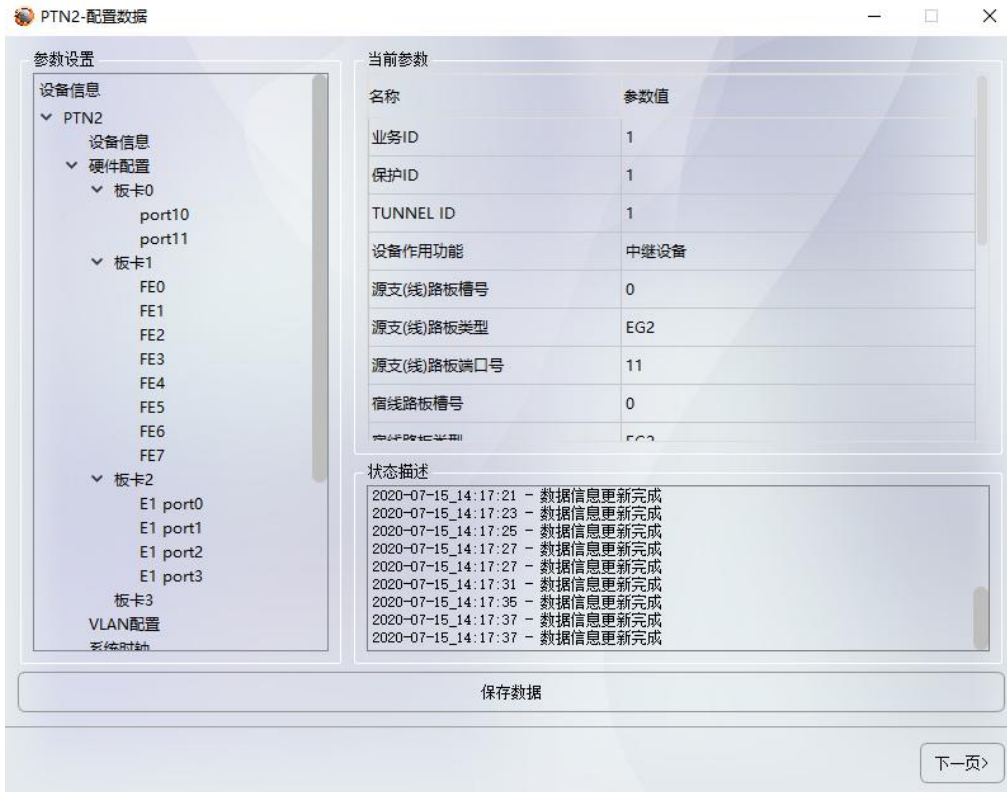 PTN2-配置数据
参数设置
设备信息
PTN2
设备信息
硬件配置
板卡0
port10
port11
板卡1
FE0
FE1
FE2
FE3
FE4
FE5
FE6
FE7
板卡2
E1 port0
E1 port1
E1 port2
E1 port3
板卡3
VLAN配置
系统时钟
当前参数
名称 参数值
业务ID 1
保护ID 1
TUNNEL ID 1
设备作用功能 中继设备
源支(线)路板槽号 0
源支(线)路板类型 EG2
源支(线)路板端口号 11
宿线路板槽号 0
宿线路板类型 EG2
状态描述
2020-07-15_14:17:21 - 数据信息更新完成
2020-07-15_14:17:23 - 数据信息更新完成
2020-07-15_14:17:25 - 数据信息更新完成
2020-07-15_14:17:27 - 数据信息更新完成
2020-07-15_14:17:27 - 数据信息更新完成
2020-07-15_14:17:31 - 数据信息更新完成
2020-07-15_14:17:35 - 数据信息更新完成
2020-07-15_14:17:37 - 数据信息更新完成
2020-07-15_14:17:37 - 数据信息更新完成
保存数据
下一页>